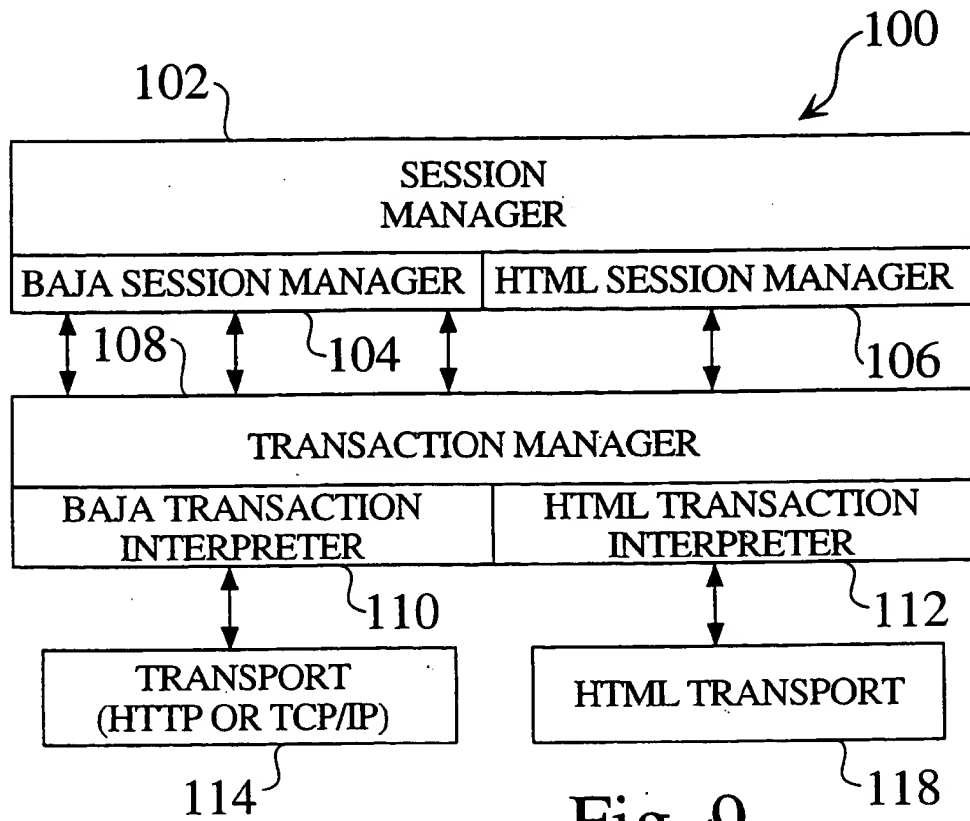 100
102
SESSION
MANAGER
BAJA SESSION MANAGER
HTML SESSION MANAGER
108
104
106
TRANSACTION MANAGER
BAJA TRANSACTION
INTERPRETER
HTML TRANSACTION
INTERPRETER
110
112
TRANSPORT
(HTTP OR TCP/IP)
HTML TRANSPORT
114
118
Fig. 9